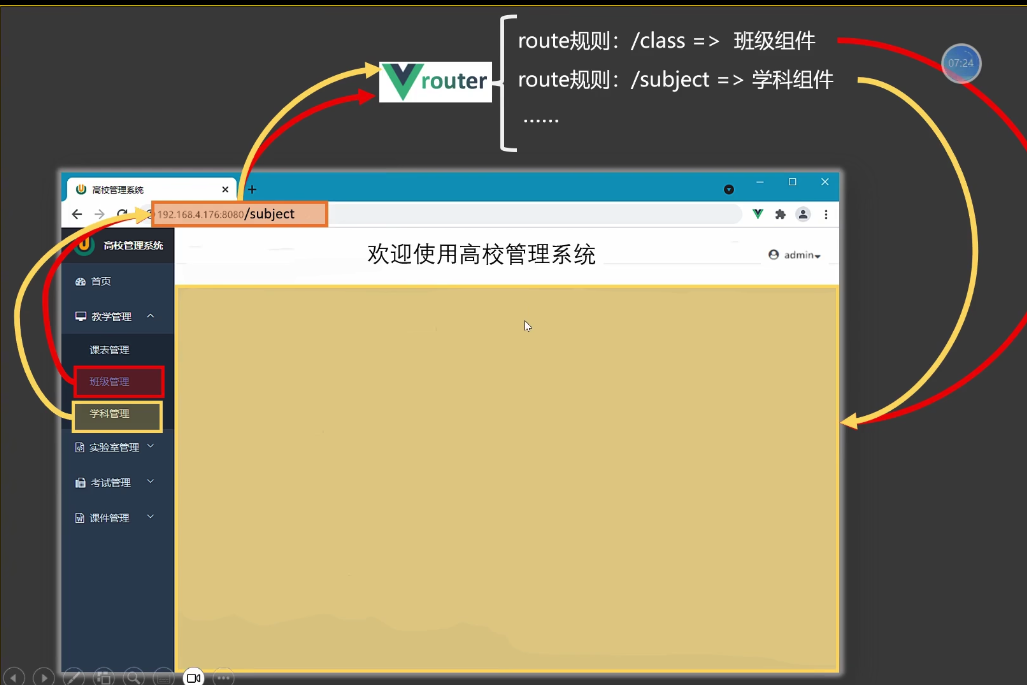 route规则：/class => 班级组件
route规则：/subject => 学科组件
......
router
07:24
高校管理系统
192.168.4.176:8080/subject
高校管理系统
欢迎使用高校管理系统
admin
首页
教学管理
课表管理
班级管理
学科管理
实验室管理
考试管理
课件管理